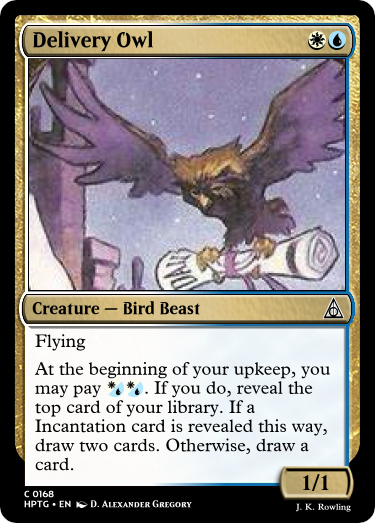 Delivery Owl
DAI
Creature — Bird Beast
Flying
At the beginning of your upkeep, you
may pay . If you do, reveal the
top card of your library. If a
Incantation card is revealed this way,
draw two cards. Otherwise, draw a
card.
1/1
C 0168
HPTG • EN D. Alexander Gregory
J. K. Rowling